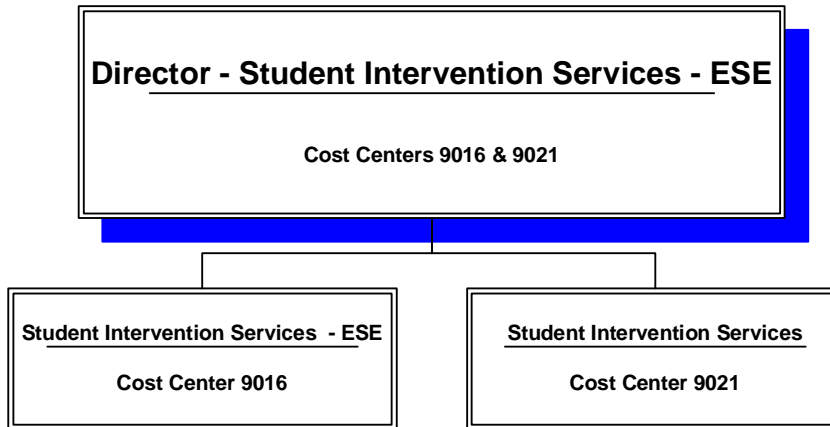 Director - Student Intervention Services - ESE
Cost Centers 9016 & 9021
Student Intervention Services - ESE
Cost Center 9016
Student Intervention Services
Cost Center 9021